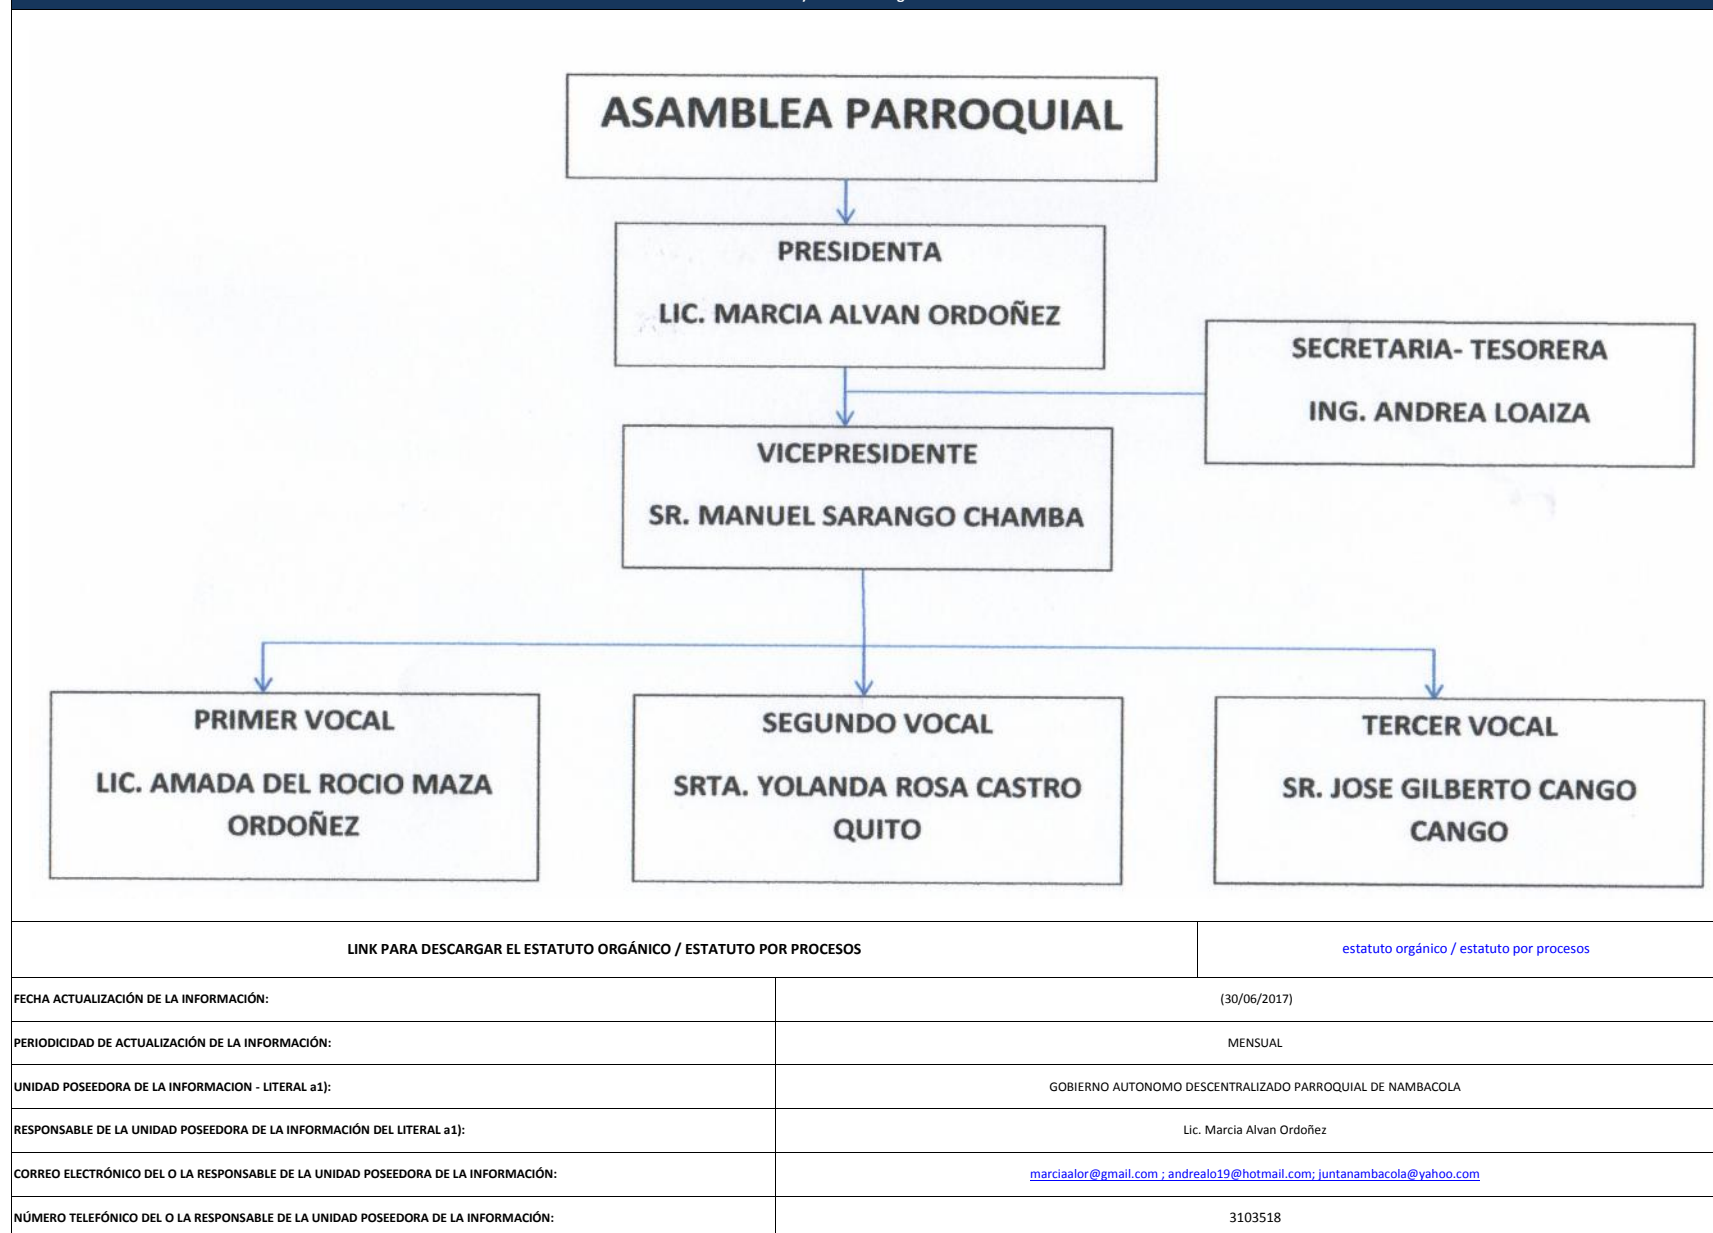 ASAMBLEA PARROQUIAL
PRESIDENTA
LIC. MARCIA ALVAN ORDOÑEZ
SECRETARIA- TESORERA
ING. ANDREA LOAIZA
VICEPRESIDENTE
SR. MANUEL SARANGO CHAMBA
PRIMER VOCAL
LIC. AMADA DEL ROCIO MAZA
ORDOÑEZ
SEGUNDO VOCAL
SRTA. YOLANDA ROSA CASTRO
QUITO
TERCER VOCAL
SR. JOSE GILBERTO CANGO
CANGO
LINK PARA DESCARGAR EL ESTATUTO ORGÁNICO / ESTATUTO POR PROCESOS
estatuto orgánico / estatuto por procesos
FECHA ACTUALIZACIÓN DE LA INFORMACIÓN:
(30/06/2017)
PERIODICIDAD DE ACTUALIZACIÓN DE LA INFORMACIÓN:
MENSUAL
UNIDAD POSEEDORA DE LA INFORMACION - LITERAL a1):
GOBIERNO AUTONOMO DESCENTRALIZADO PARROQUIAL DE NAMBACOLA
RESPONSABLE DE LA UNIDAD POSEEDORA DE LA INFORMACIÓN DEL LITERAL a1):
Lic. Marcia Alvan Ordoñez
CORREO ELECTRÓNICO DEL O LA RESPONSABLE DE LA UNIDAD POSEEDORA DE LA INFORMACIÓN:
marciaalor@gmail.com ; andrealo19@hotmail.com; juntanambacola@yahoo.com
NÚMERO TELEFÓNICO DEL O LA RESPONSABLE DE LA UNIDAD POSEEDORA DE LA INFORMACIÓN:
3103518